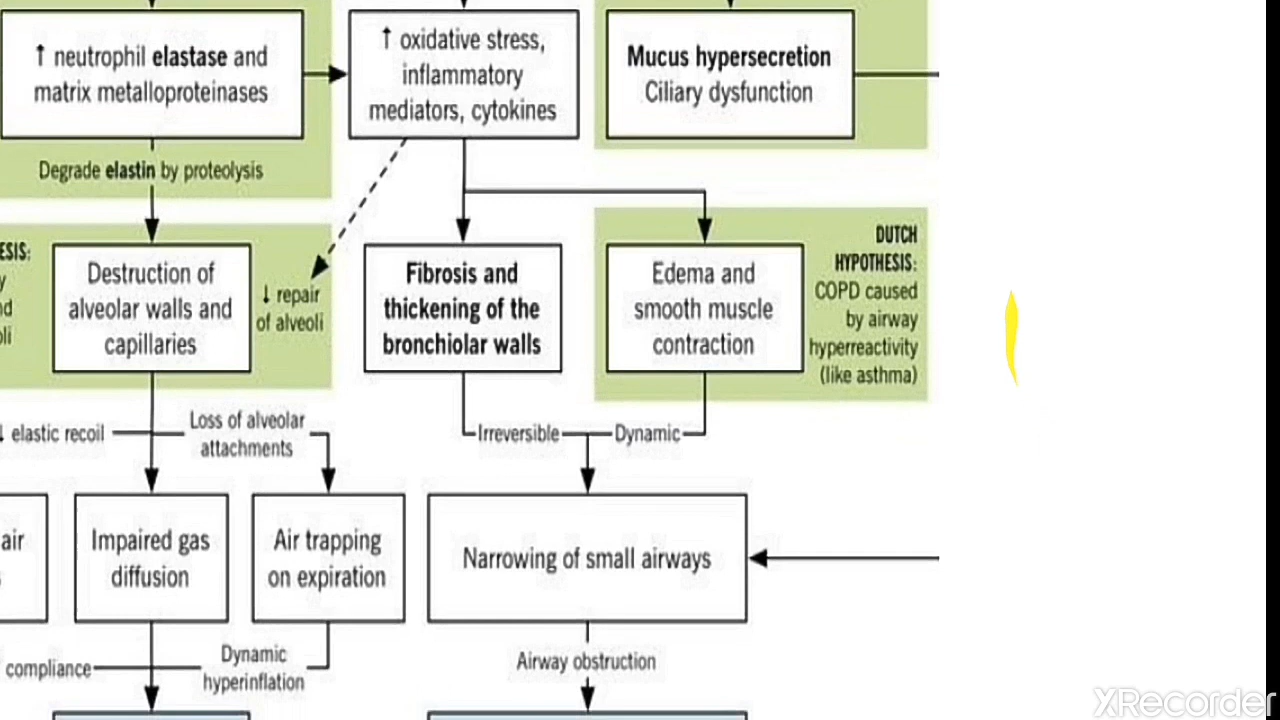 ↑ neutrophil elastase and
matrix metalloproteinases
↑ oxidative stress,
inflammatory
mediators, cytokines
Mucus hypersecretion
Ciliary dysfunction
Degrade elastin by proteolysis
ESIS:
Destruction of
alveolar walls and
capillaries
↓ repair
of alveoli
Fibrosis and
thickening of the
bronchiolar walls
Edema and
smooth muscle
contraction
DUTCH
HYPOTHESIS:
COPD caused
by airway
hyperreactivity
(like asthma)
↓ elastic recoil
Loss of alveolar
attachments
Irreversible
Dynamic
air
Impaired gas
diffusion
Air trapping
on expiration
Narrowing of small airways
compliance
Dynamic
hyperinflation
Airway obstruction
XRecorder